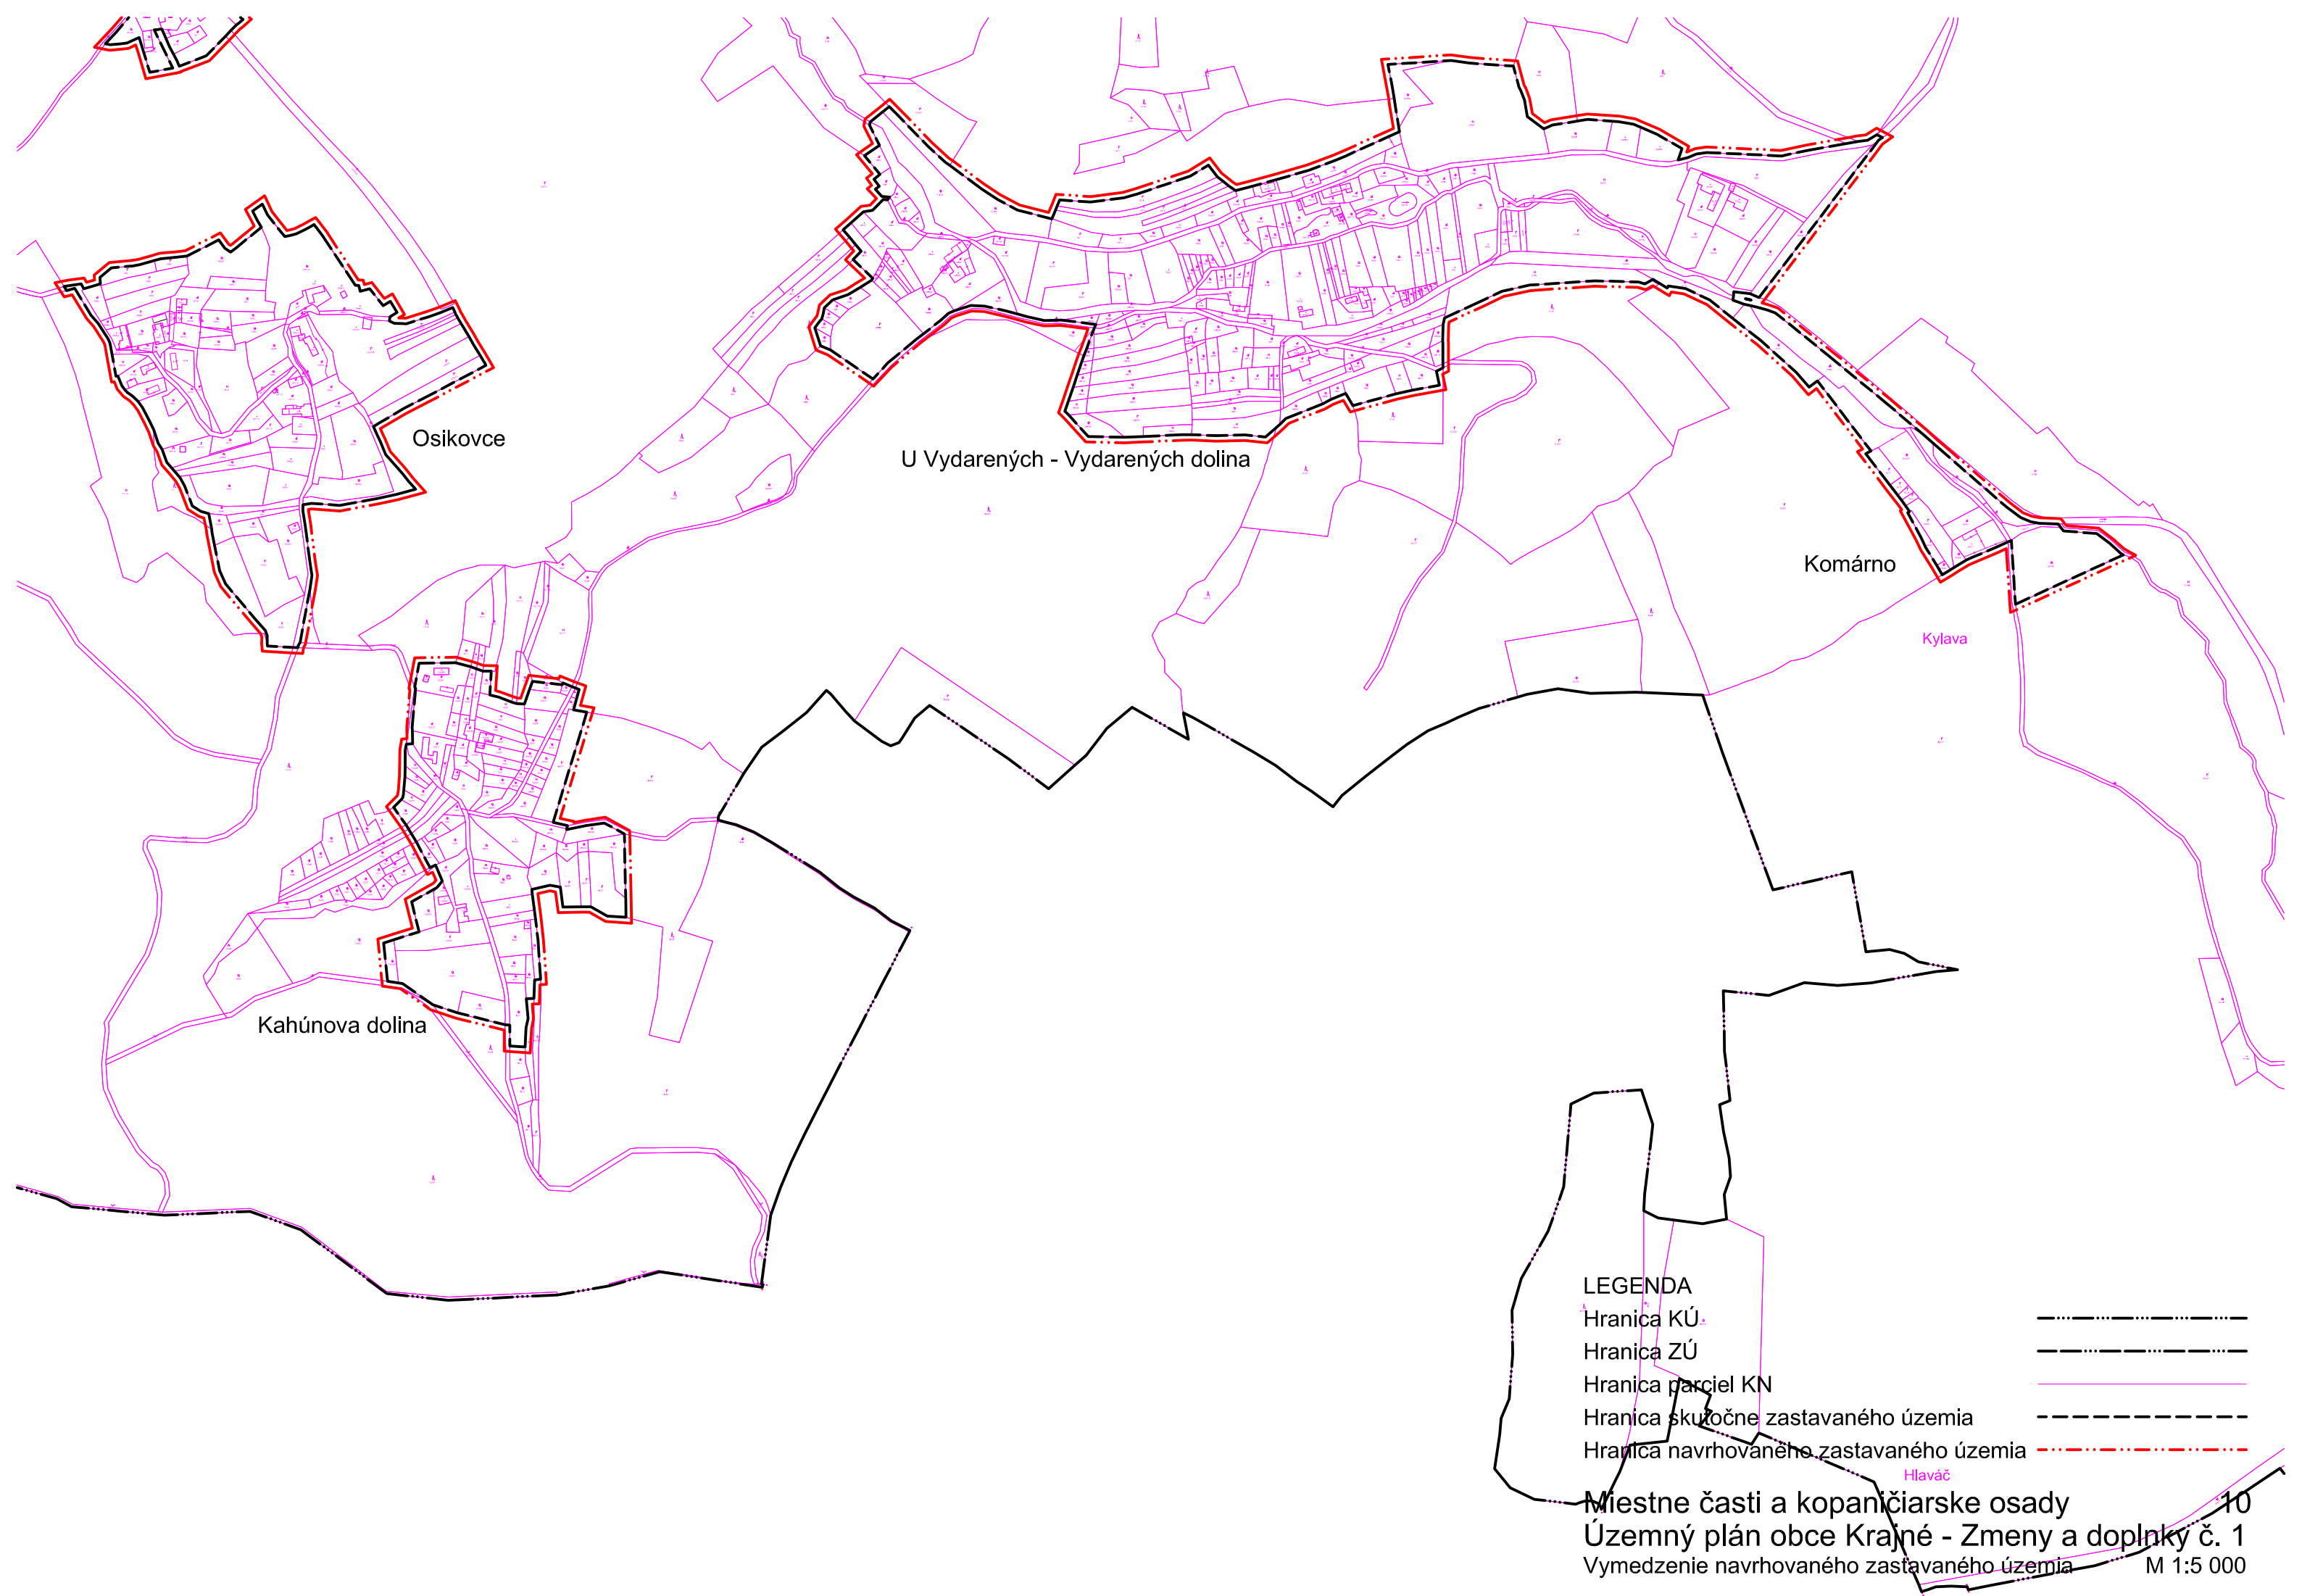 Osikovce
U Vydarených - Vydarených dolina
Komárno
Kylava
Kahúnova dolina
LEGENDA
Hranica KÚ
Hranica ZÚ
Hranica parciel KN
Hranica skutočne zastavaného územia
Hranica navrhovaného zastavaného územia
Hlaváč
Miestne časti a kopaničiarske osady 10
Územný plán obce Krajné - Zmeny a doplnky č. 1
Vymedzenie navrhovaného zastavaného územia M 1:5 000